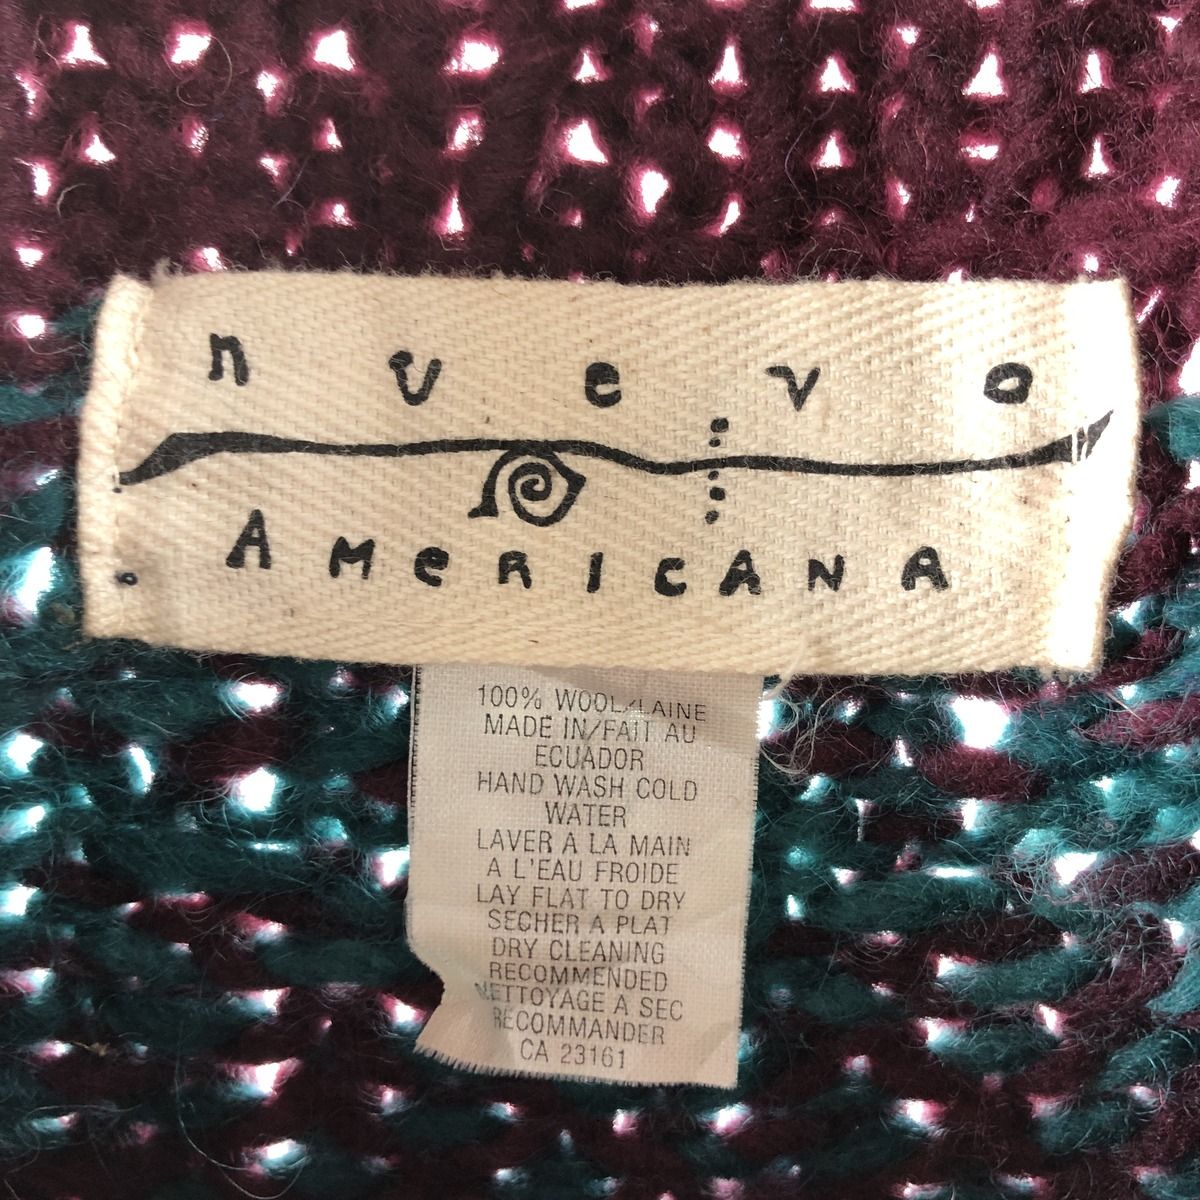 nuevo
AMeRICANA
100% WOOL/LAINE
MADE IN/FAIT AU
ECUADOR
HAND WASH COLD
WATER
LAVER A LA MAIN
A L'EAU FROIDE
LAY FLAT TO DRY
SECHER A PLAT
DRY CLEANING
RECOMMENDED
NETTOYAGE A SEC
RECOMMANDER
CA 23161